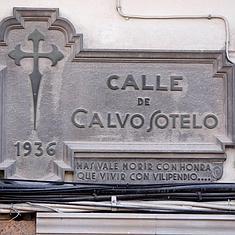 CALLE
DE
CALVO SOTELO
1936
MAS VALE MORIR CON HONRA
QUE VIVIR CON VILIPENDIO....